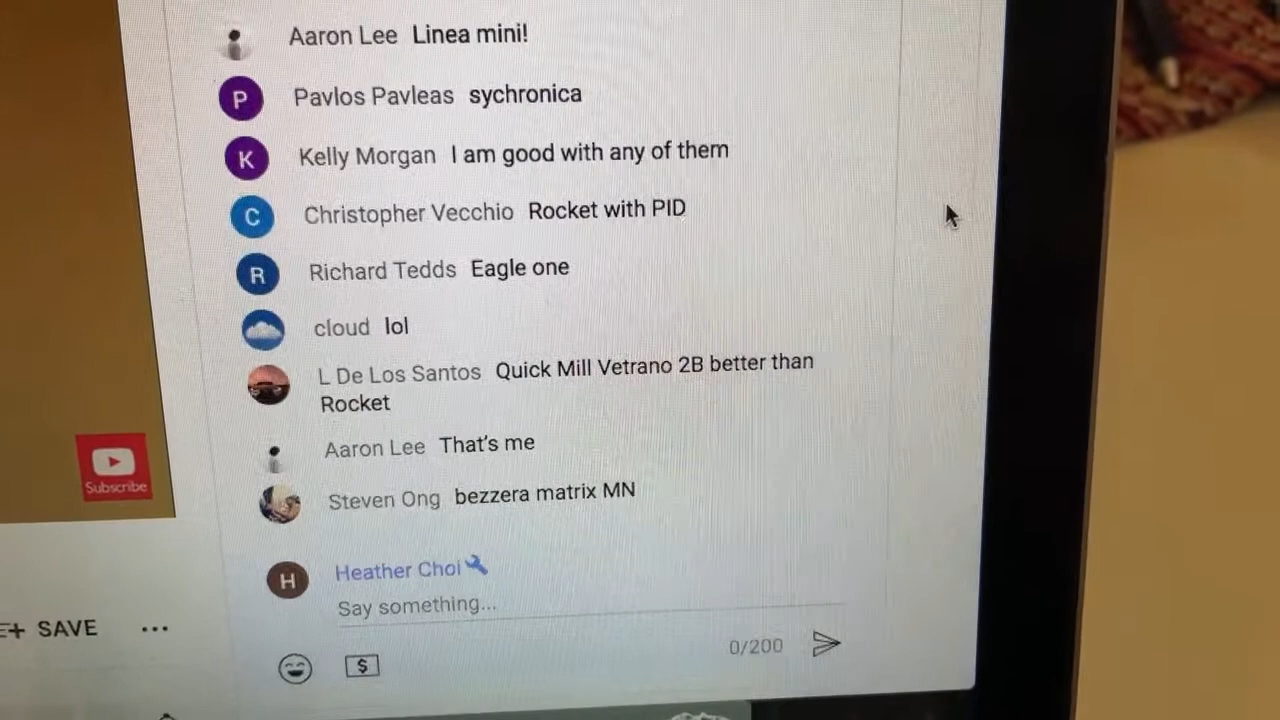 Aaron Lee Linea mini!
P Pavlos Pavleas sychronica
K Kelly Morgan I am good with any of them
C Christopher Vecchio Rocket with PID
R Richard Tedds Eagle one
cloud lol
L De Los Santos Quick Mill Vetrano 2B better than
Rocket
Aaron Lee That's me
Subscribe
Steven Ong bezzera matrix MN
H Heather Choi
Say something...
SAVE ...
0/200
$